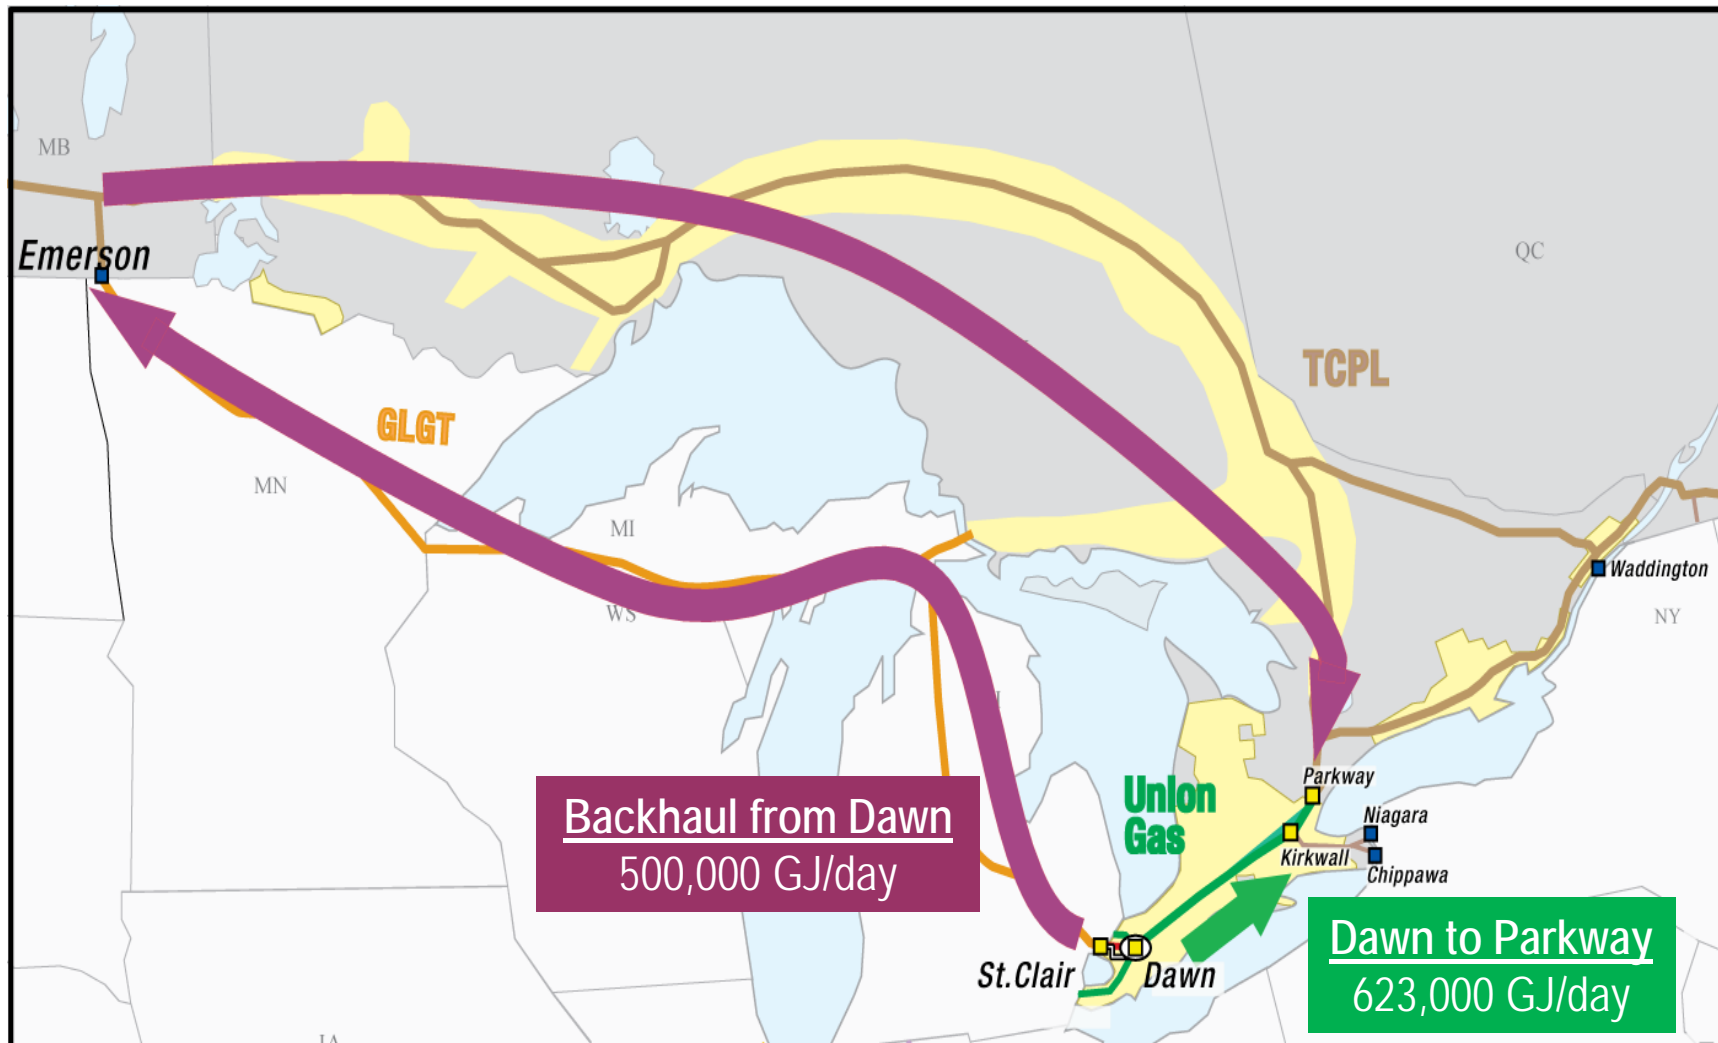 MB
QC
Emerson
TCPL
GLGT
MN
MI
Waddington
WS
NY
Parkway
Union
Gas
Niagara
Kirkwall
Chippawa
Backhaul from Dawn
500,000 GJ/day
St.Clair
Dawn
Dawn to Parkway
623,000 GJ/day
IA